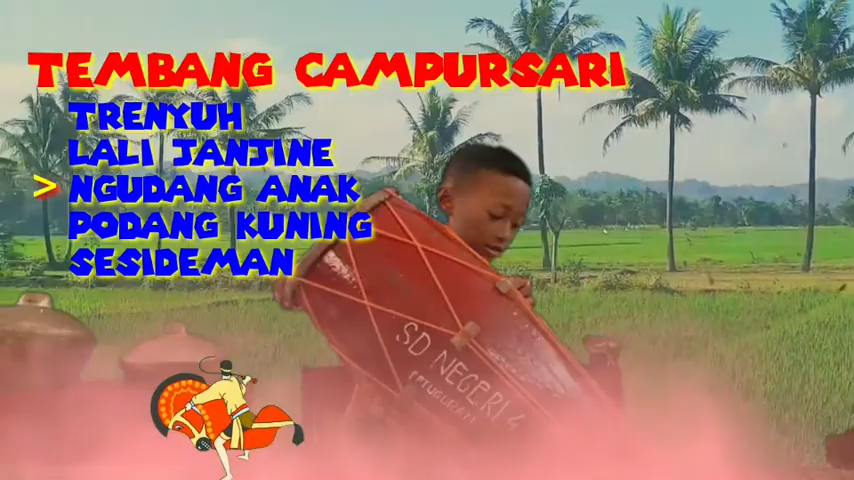 TEMBANG CAMPURSARI
TRENYUH
LALI JANJINE
> NGUDANG ANAK
PODANG KUNING
SESIDEMAN
SD NEGERI 4